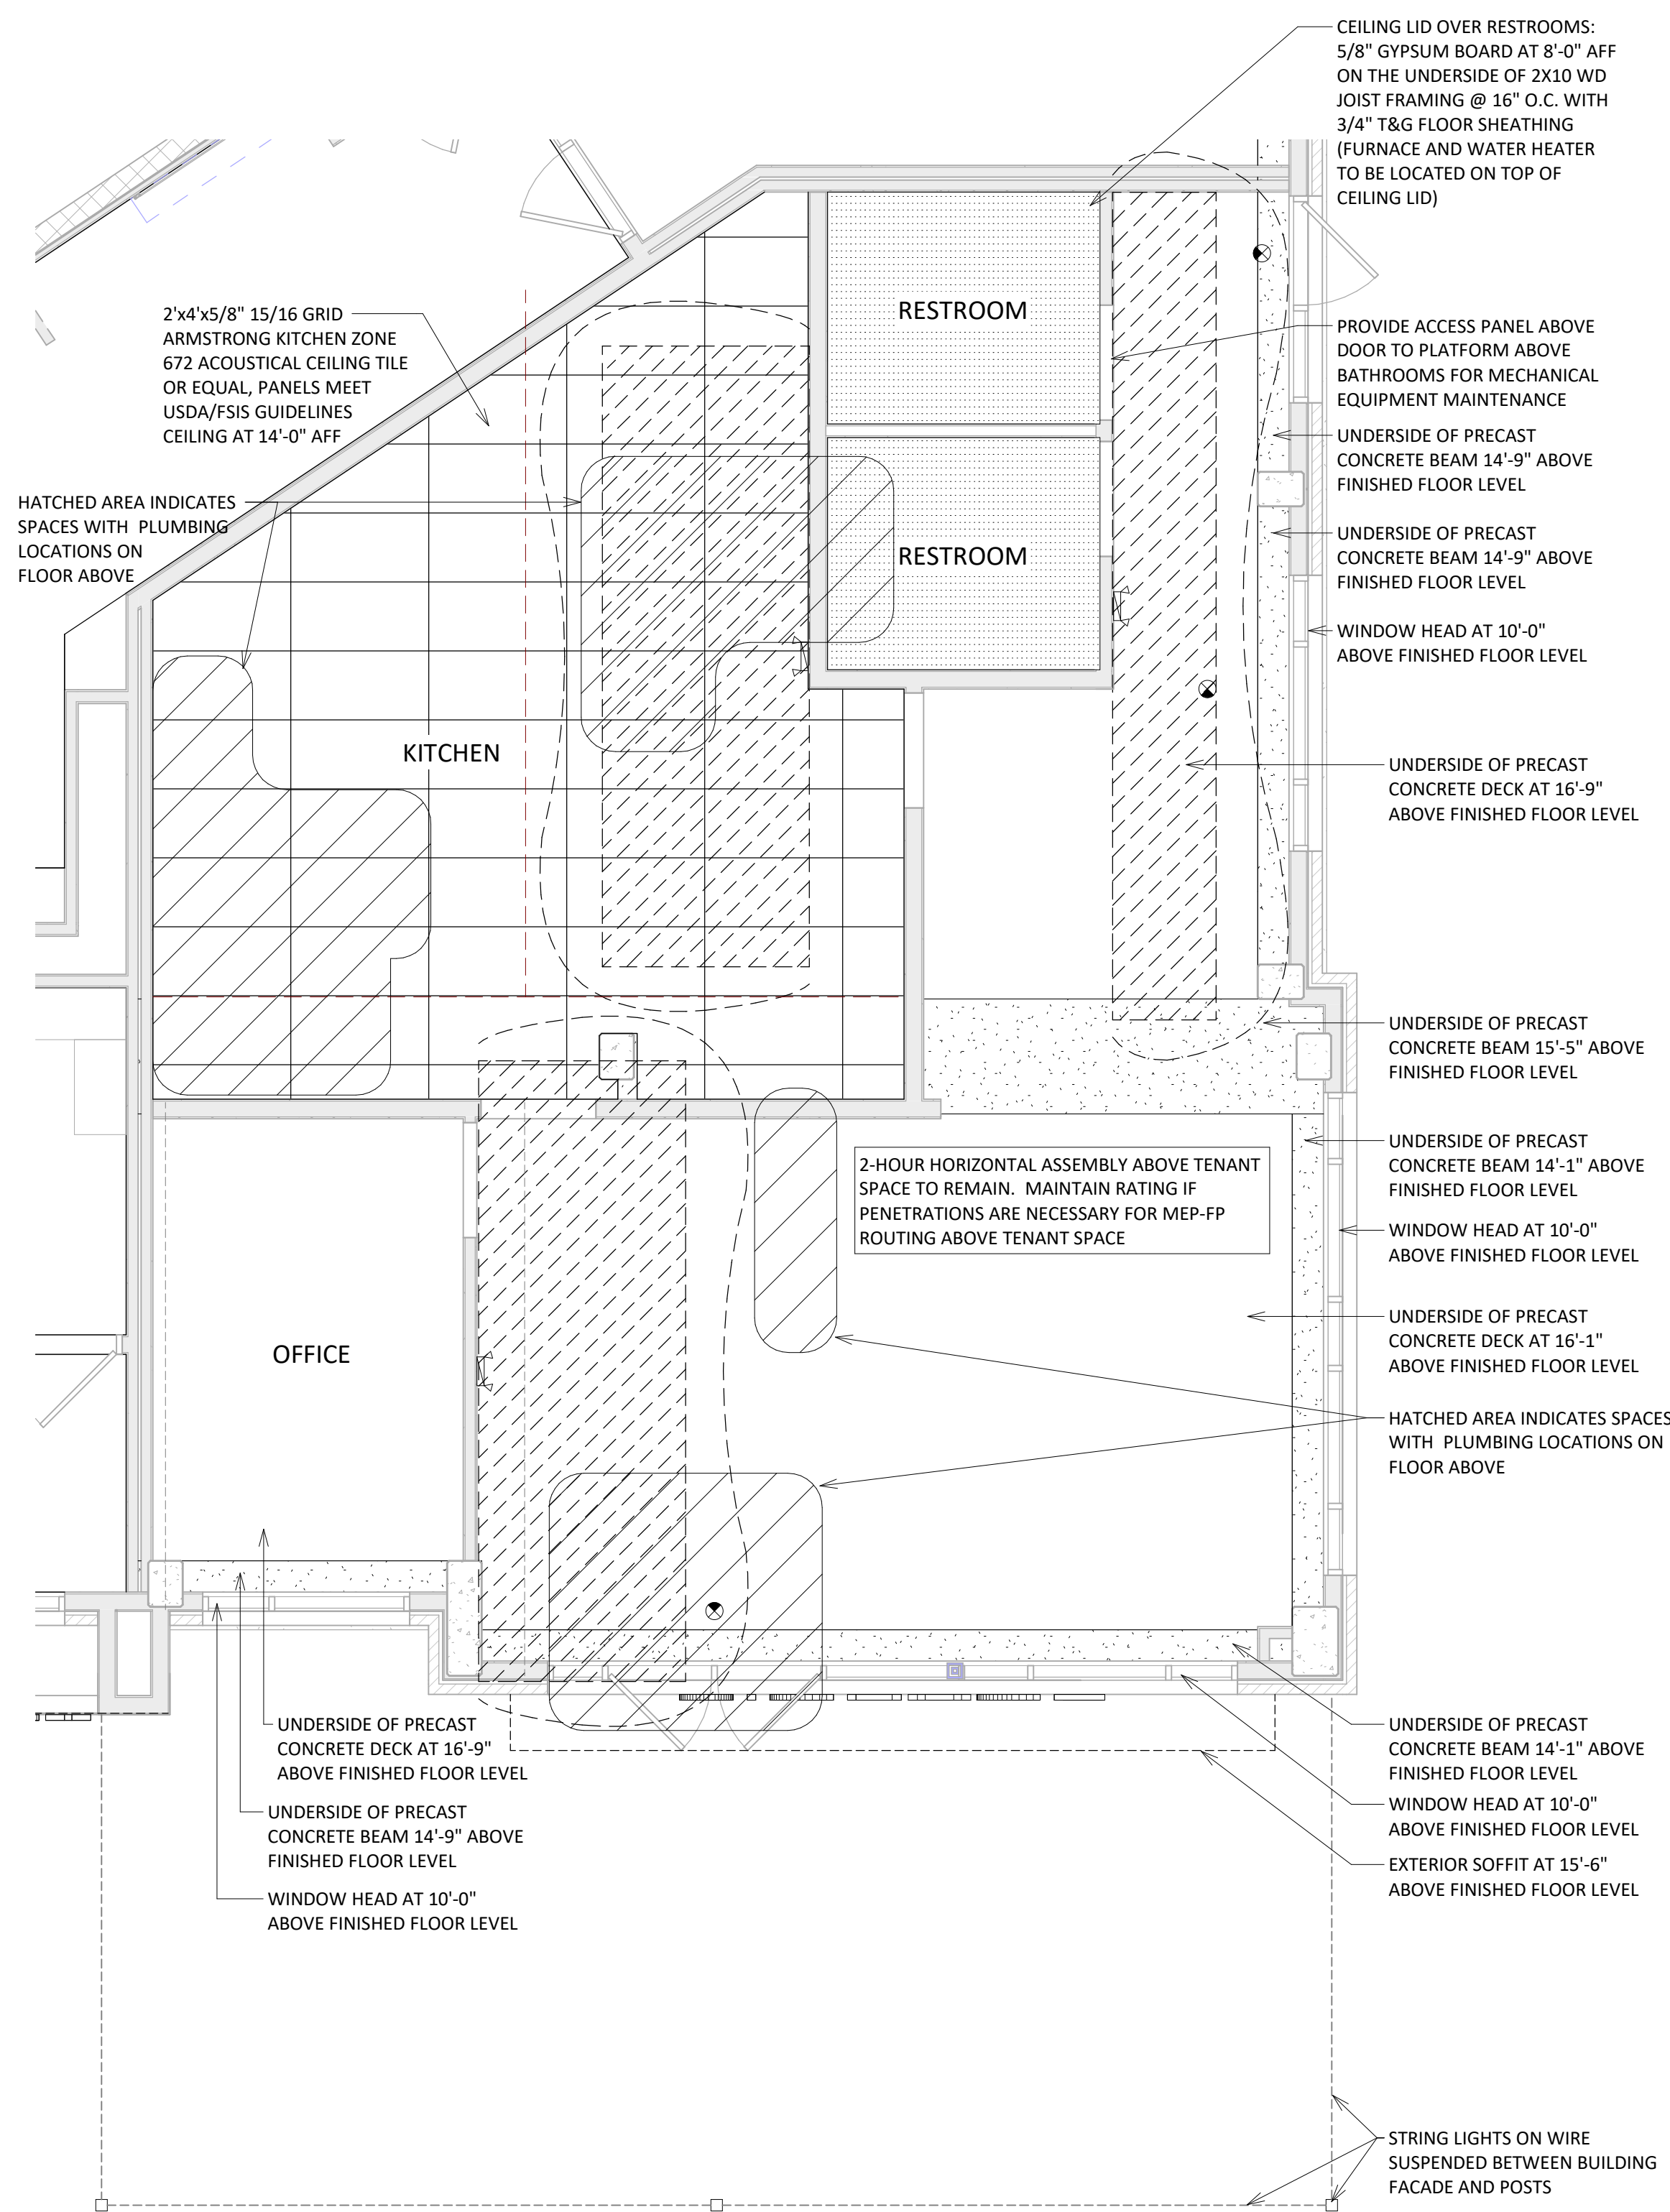 CEILING LID OVER RESTROOMS:
5/8" GYPSUM BOARD AT 8'-0" AFF
ON THE UNDERSIDE OF 2X10 WD
JOIST FRAMING @ 16" O.C. WITH
3/4" T&G FLOOR SHEATHING
(FURNACE AND WATER HEATER
TO BE LOCATED ON TOP OF
CEILING LID)
2'x4'x5/8" 15/16 GRID
ARMSTRONG KITCHEN ZONE
672 ACOUSTICAL CEILING TILE
OR EQUAL, PANELS MEET
USDA/FSIS GUIDELINES
CEILING AT 14'-0" AFF
RESTROOM
PROVIDE ACCESS PANEL ABOVE
DOOR TO PLATFORM ABOVE
BATHROOMS FOR MECHANICAL
EQUIPMENT MAINTENANCE
UNDERSIDE OF PRECAST
CONCRETE BEAM 14'-9" ABOVE
FINISHED FLOOR LEVEL
HATCHED AREA INDICATES
SPACES WITH PLUMBING
LOCATIONS ON
FLOOR ABOVE
RESTROOM
UNDERSIDE OF PRECAST
CONCRETE BEAM 14'-9" ABOVE
FINISHED FLOOR LEVEL
WINDOW HEAD AT 10'-0"
ABOVE FINISHED FLOOR LEVEL
KITCHEN
UNDERSIDE OF PRECAST
CONCRETE DECK AT 16'-9"
ABOVE FINISHED FLOOR LEVEL
UNDERSIDE OF PRECAST
CONCRETE BEAM 15'-5" ABOVE
FINISHED FLOOR LEVEL
2-HOUR HORIZONTAL ASSEMBLY ABOVE TENANT
SPACE TO REMAIN. MAINTAIN RATING IF
PENETRATIONS ARE NECESSARY FOR MEP-FP
ROUTING ABOVE TENANT SPACE
UNDERSIDE OF PRECAST
CONCRETE BEAM 14'-1" ABOVE
FINISHED FLOOR LEVEL
WINDOW HEAD AT 10'-0"
ABOVE FINISHED FLOOR LEVEL
OFFICE
UNDERSIDE OF PRECAST
CONCRETE DECK AT 16'-1"
ABOVE FINISHED FLOOR LEVEL
HATCHED AREA INDICATES SPACES
WITH PLUMBING LOCATIONS ON
FLOOR ABOVE
UNDERSIDE OF PRECAST
CONCRETE DECK AT 16'-9"
ABOVE FINISHED FLOOR LEVEL
UNDERSIDE OF PRECAST
CONCRETE BEAM 14'-9" ABOVE
FINISHED FLOOR LEVEL
WINDOW HEAD AT 10'-0"
ABOVE FINISHED FLOOR LEVEL
UNDERSIDE OF PRECAST
CONCRETE BEAM 14'-1" ABOVE
FINISHED FLOOR LEVEL
WINDOW HEAD AT 10'-0"
ABOVE FINISHED FLOOR LEVEL
EXTERIOR SOFFIT AT 15'-6"
ABOVE FINISHED FLOOR LEVEL
STRING LIGHTS ON WIRE
SUSPENDED BETWEEN BUILDING
FACADE AND POSTS